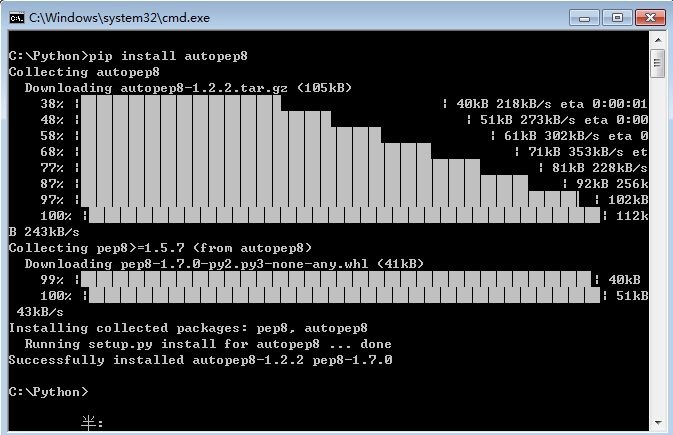 C:\Windows\system32\cmd.exe
C:\Python>pip install autopep8
Collecting autopep8
Downloading autopep8-1.2.2.tar.gz (105kB)
38% |                | 40kB 218kB/s eta 0:00:01
48% |                | 51kB 273kB/s eta 0:00
58% |                | 61kB 302kB/s eta 0
68% |                | 71kB 353kB/s et
77% |                | 81kB 228kB/s
87% |                | 92kB 256k
97% |                | 102kB
100% |                | 112k
B 243kB/s
Collecting pep8>=1.5.7 (from autopep8)
Downloading pep8-1.7.0-py2.py3-none-any.whl (41kB)
99% |                | 40kB
100% |                | 51kB
43kB/s
Installing collected packages: pep8, autopep8
Running setup.py install for autopep8 ... done
Successfully installed autopep8-1.2.2 pep8-1.7.0
C:\Python>
半: